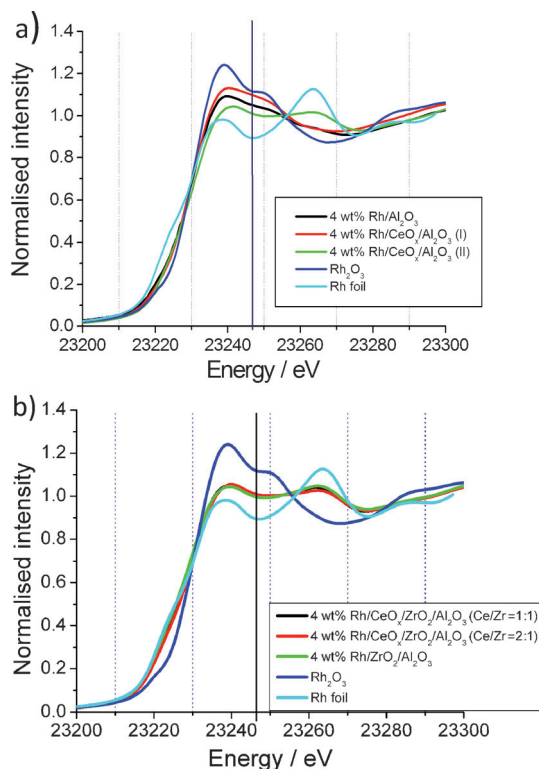 a)
1.4
1.2
1.0
0.8
0.6
0.4
0.2
0.0
Normalised intensity
4 wt% Rh/Al₂O₃
4 wt% Rh/CeOₓ/Al₂O₃ (I)
4 wt% Rh/CeOₓ/Al₂O₃ (II)
Rh₂O₃
Rh foil
23200 23220 23240 23260 23280 23300
Energy / eV
b)
1.4
1.2
1.0
0.8
0.6
0.4
0.2
0.0
Normalised intensity
4 wt% Rh/CeOₓ/ZrO₂/Al₂O₃ (Ce/Zr=1:1)
4 wt% Rh/CeOₓ/ZrO₂/Al₂O₃ (Ce/Zr=2:1)
4 wt% Rh/ZrO₂/Al₂O₃
Rh₂O₃
Rh foil
23200 23220 23240 23260 23280 23300
Energy / eV